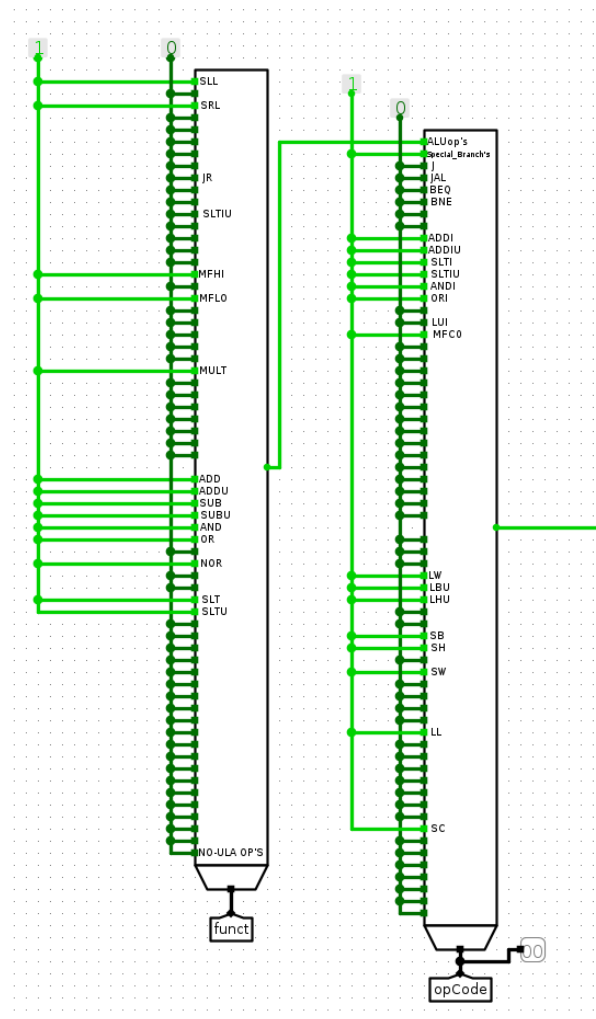 1
0
SLL
SRL
JR
SLTIU
MFHI
MFLO
MULT
ADD
ADDU
SUB
SUBU
AND
OR
NOR
SLT
SLTU
NO-ULA OP'S
funct
1
0
ALUop's
Special_Branch's
J
JAL
BEQ
BNE
ADDI
ADDIU
SLTI
SLTIU
ANDI
ORI
LUI
MFC0
LW
LBU
LHU
SB
SH
SW
LL
SC
00
opCode